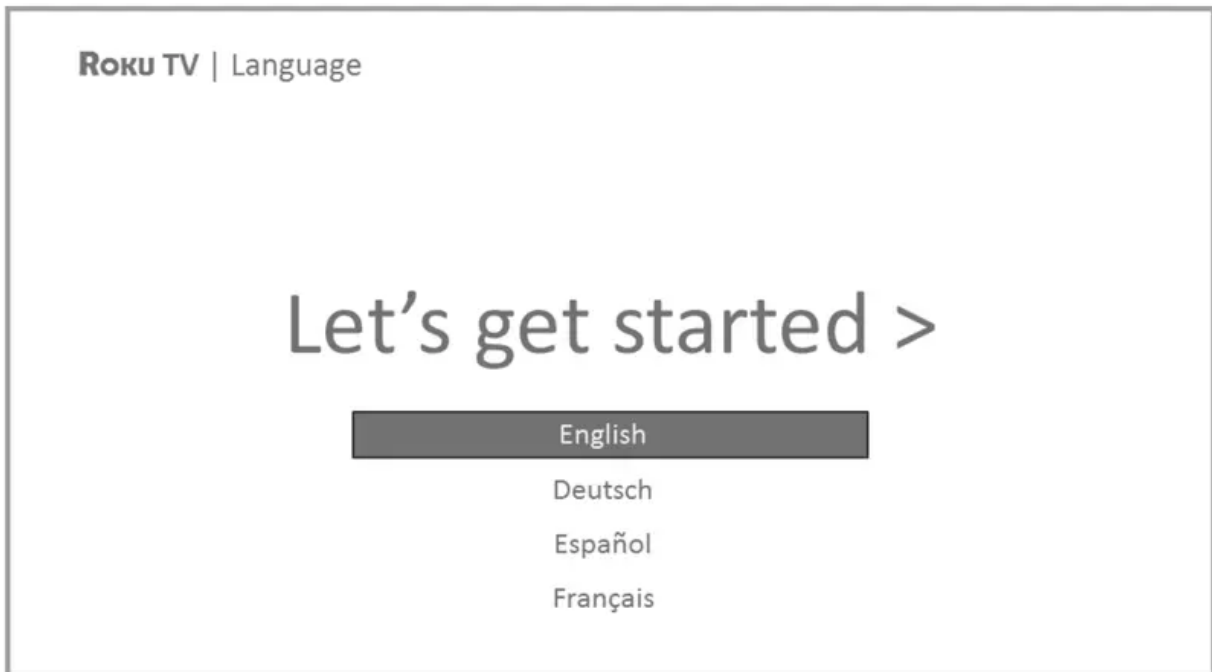 ROKU TV | Language
Let’s get started >
English
Deutsch
Español
Français